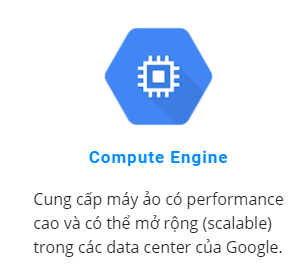 Compute Engine
Cung cấp máy ảo có performance
cao và có thể mở rộng (scalable)
trong các data center của Google.